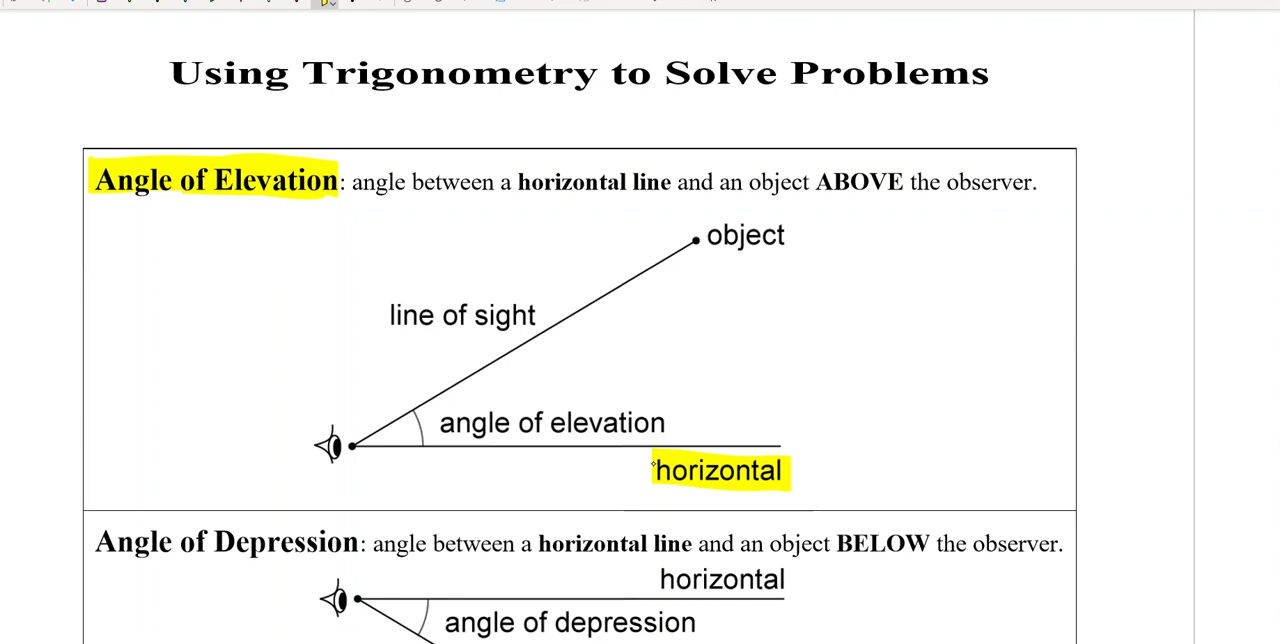 Using Trigonometry to Solve Problems
Angle of Elevation: angle between a horizontal line and an object ABOVE the observer.
object
line of sight
angle of elevation
horizontal
Angle of Depression: angle between a horizontal line and an object BELOW the observer.
horizontal
angle of depression